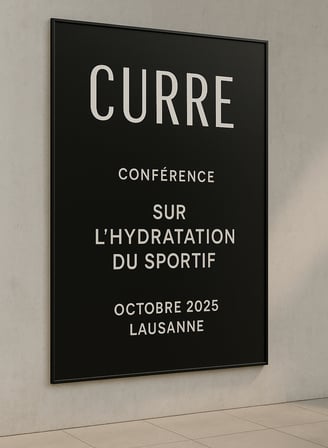 CURRE
CONFÉRENCE
SUR
L'HYDRATATION
DU SPORTIF
OCTOBRE 2025
LAUSANNE